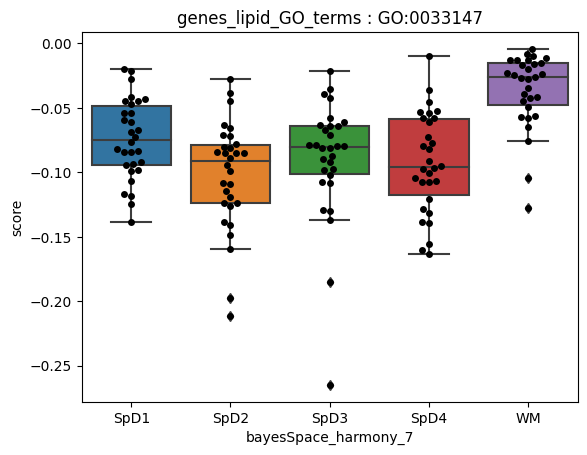 genes_lipid_GO_terms : GO:0033147
0.00
−0.05
−0.10
−0.15
−0.20
−0.25
score
SpD1 SpD2 SpD3 SpD4 WM
bayesSpace_harmony_7